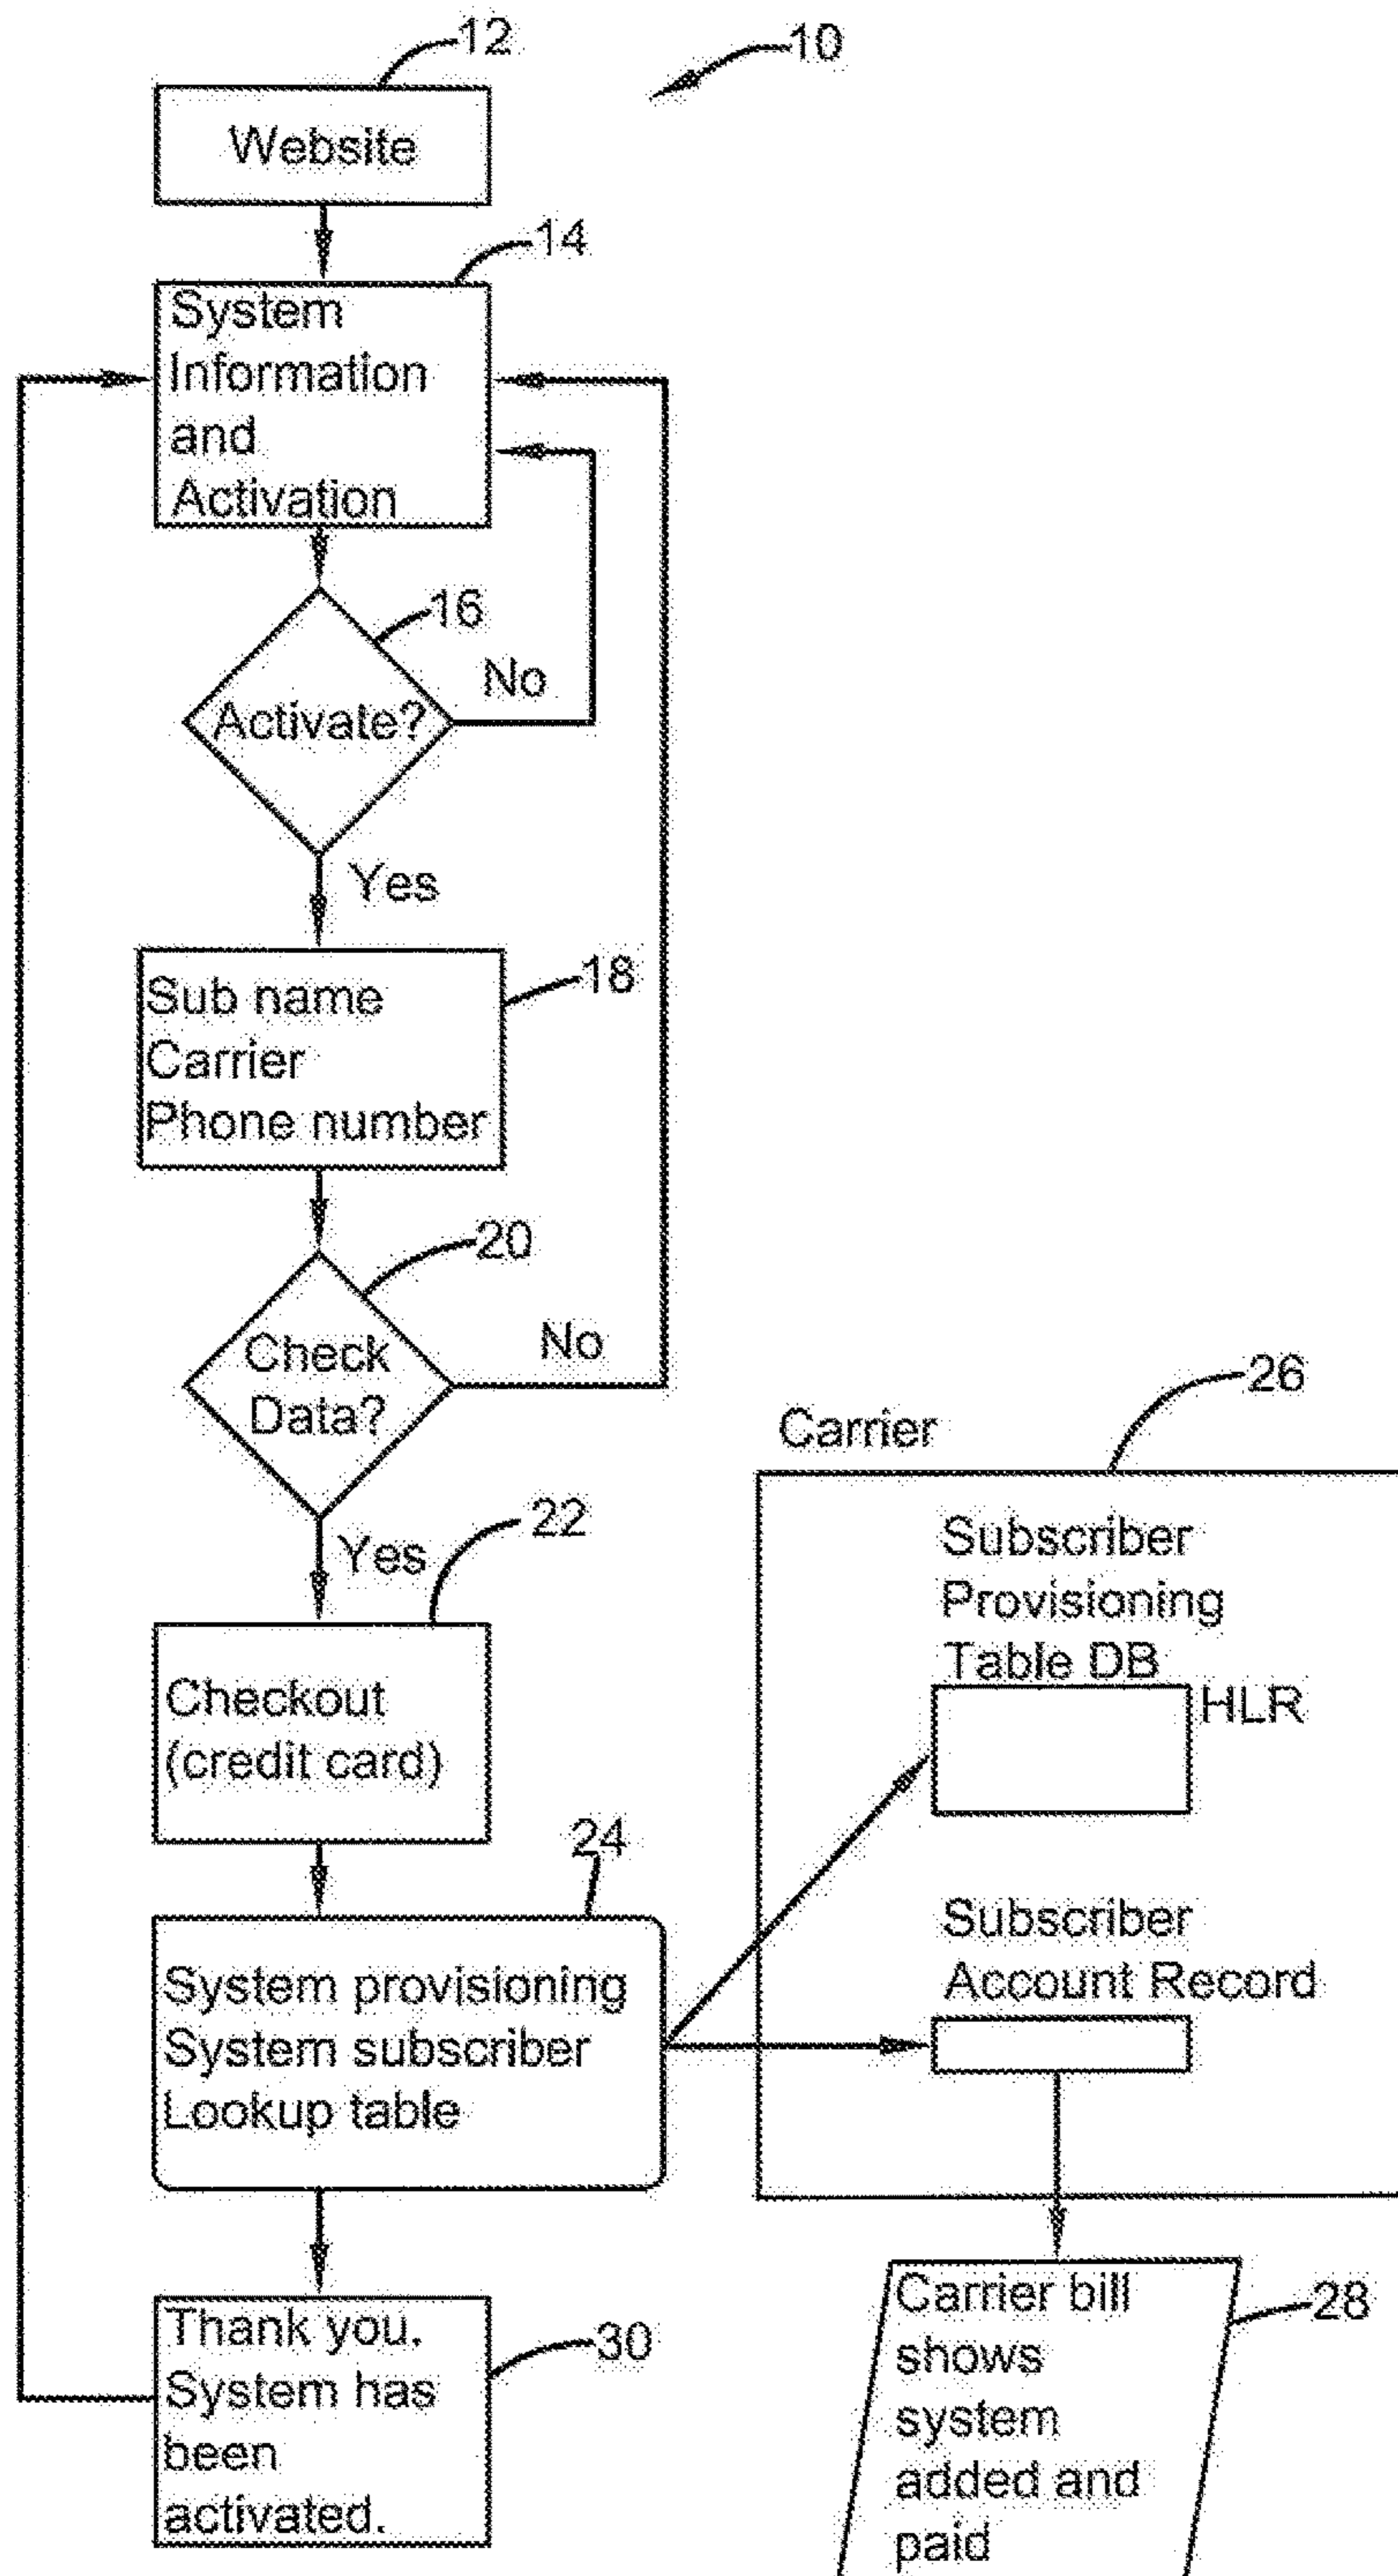 12
10
Website
14
System
Information
and
Activation
16
No
Activate?
Yes
18
Sub name
Carrier
Phone number
20
No
Check
Data?
Yes
22
Checkout
(credit card)
24
System provisioning
System subscriber
Lookup table
30
Thank you.
System has
been
activated.
26
Carrier
Subscriber
Provisioning
Table DB
HLR
Subscriber
Account Record
28
Carrier bill
shows
system
added and
paid